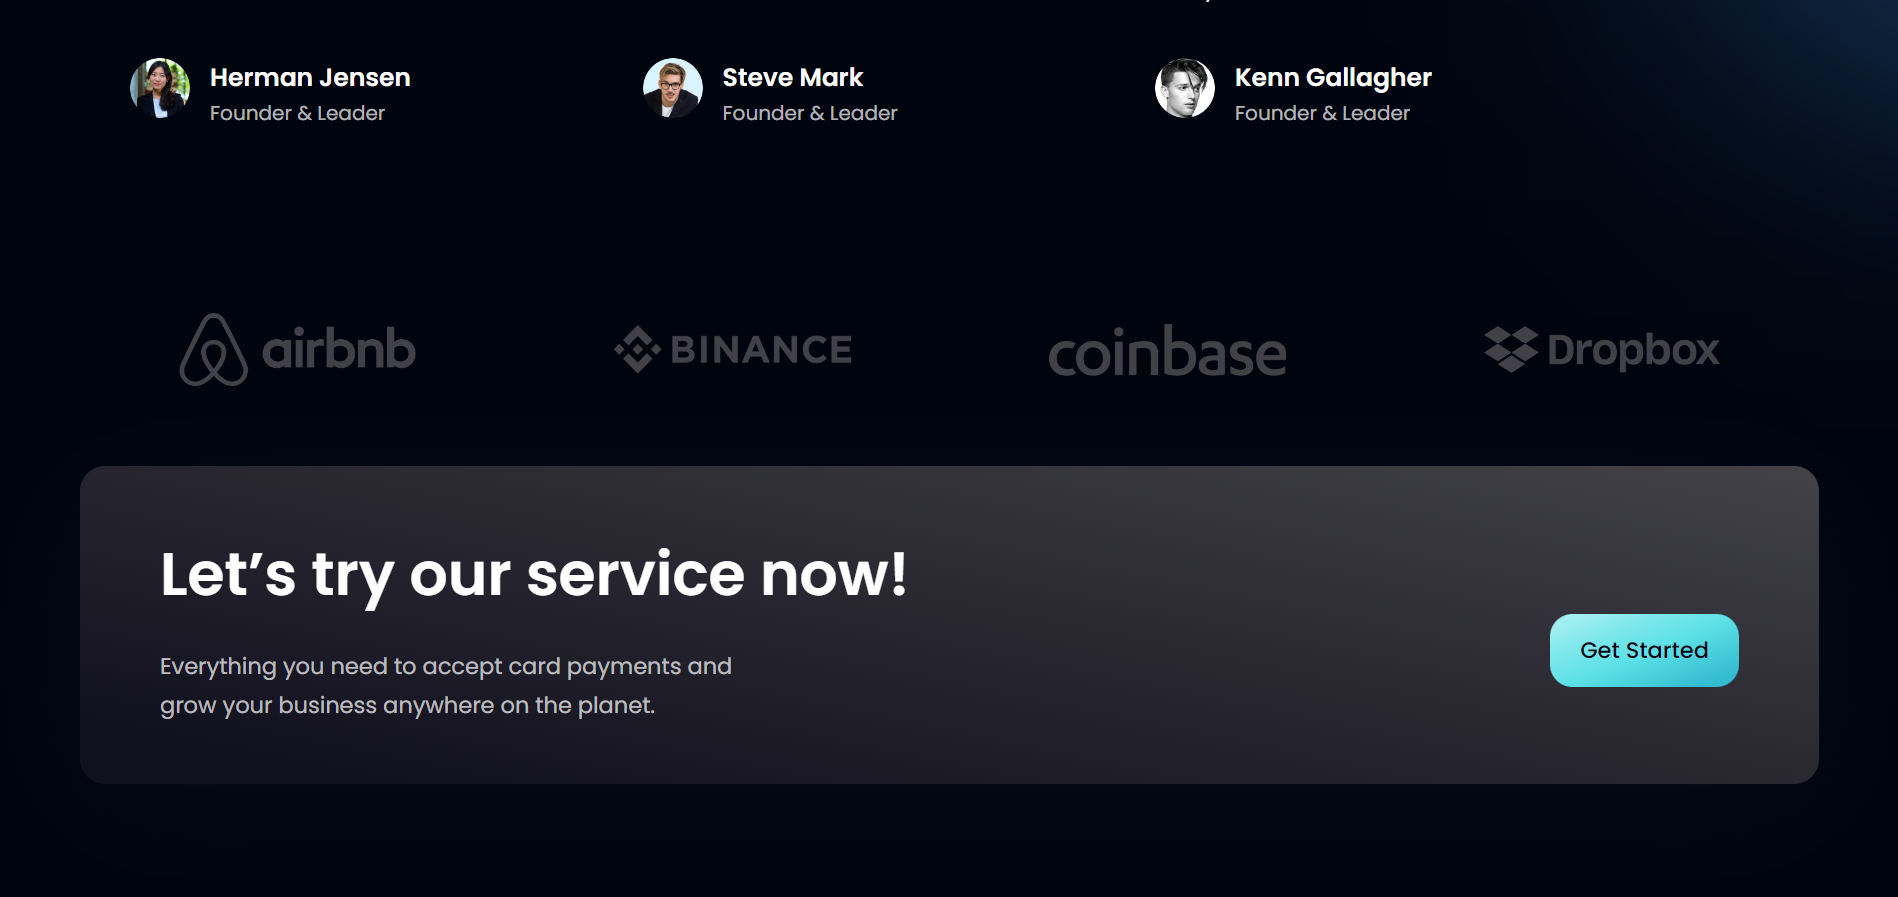 Herman Jensen
Founder & Leader
Steve Mark
Founder & Leader
Kenn Gallagher
Founder & Leader
airbnb
BINANCE
coinbase
Dropbox
Let’s try our service now!
Everything you need to accept card payments and
grow your business anywhere on the planet.
Get Started